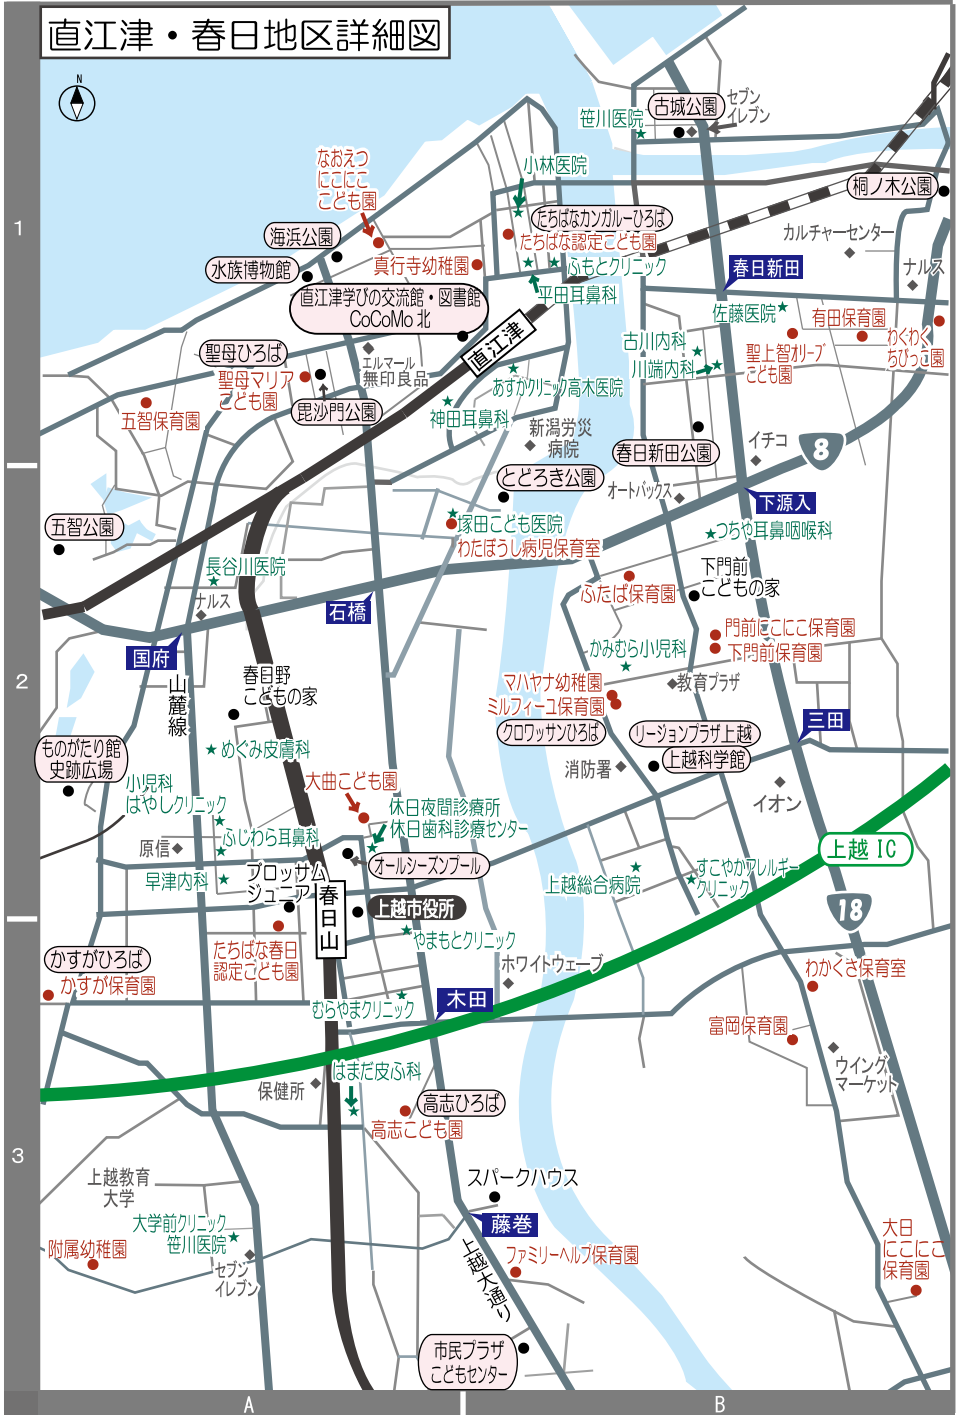 直江津・春日地区詳細図
N
1
2
3
A
B
古城公園
セブン
イレブン
笹川医院
小林医院
なおえつ
にこにこ
こども園
桐ノ木公園
たちばなカンガルーひろば
たちばな認定こども園
海浜公園
カルチャーセンター
真行寺幼稚園
ふもとクリニック
春日新田
ナルス
水族博物館
平田耳鼻科
直江津学びの交流館・図書館
CoCoMo 北
佐藤医院
有田保育園
直江津
古川内科
聖上智オリーブ
こども園
わくわく
ちびっこ園
聖母ひろば
エルマール
無印良品
川端内科
聖母マリア
こども園
あすかクリニック
高木医院
毘沙門公園
五智保育園
神田耳鼻科
新潟労災
病院
イチコ
8
春日新田公園
とどろき公園
オートバックス
下源入
五智公園
塚田こども医院
つちや耳鼻咽喉科
わたぼうし病児保育室
長谷川医院
下門前
こどもの家
ナルス
石橋
ふたば保育園
国府
門前にこにこ保育園
かみむら小児科
下門前保育園
春日野
こどもの家
山麓線
マハヤナ幼稚園
教育プラザ
ミルフィーユ保育園
三田
クロワッサンひろば
リージョンプラザ上越
ものがたり館
史跡広場
めぐみ皮膚科
上越科学館
消防署
小児科
はやしクリニック
大曲こども園
イオン
休日夜間診療所
休日歯科診療センター
ふじわら耳鼻科
原信
上越 IC
オールシーズンプール
早津内科
ブロッサム
ジュニア
すこやかアレルギー
クリニック
上越総合病院
春日山
上越市役所
18
たちばな春日
認定こども園
やまもとクリニック
かすがひろば
かすが保育園
ホワイトウェーブ
わかくさ保育室
むらやまクリニック
木田
富岡保育園
はまだ皮ふ科
ウイング
マーケット
保健所
高志ひろば
高志こども園
上越教育
大学
スパークハウス
大学前クリニック
笹川医院
藤巻
大日
にこにこ
保育園
附属幼稚園
セブン
イレブン
上越大通り
ファミリーヘルプ保育園
市民プラザ
こどもセンター